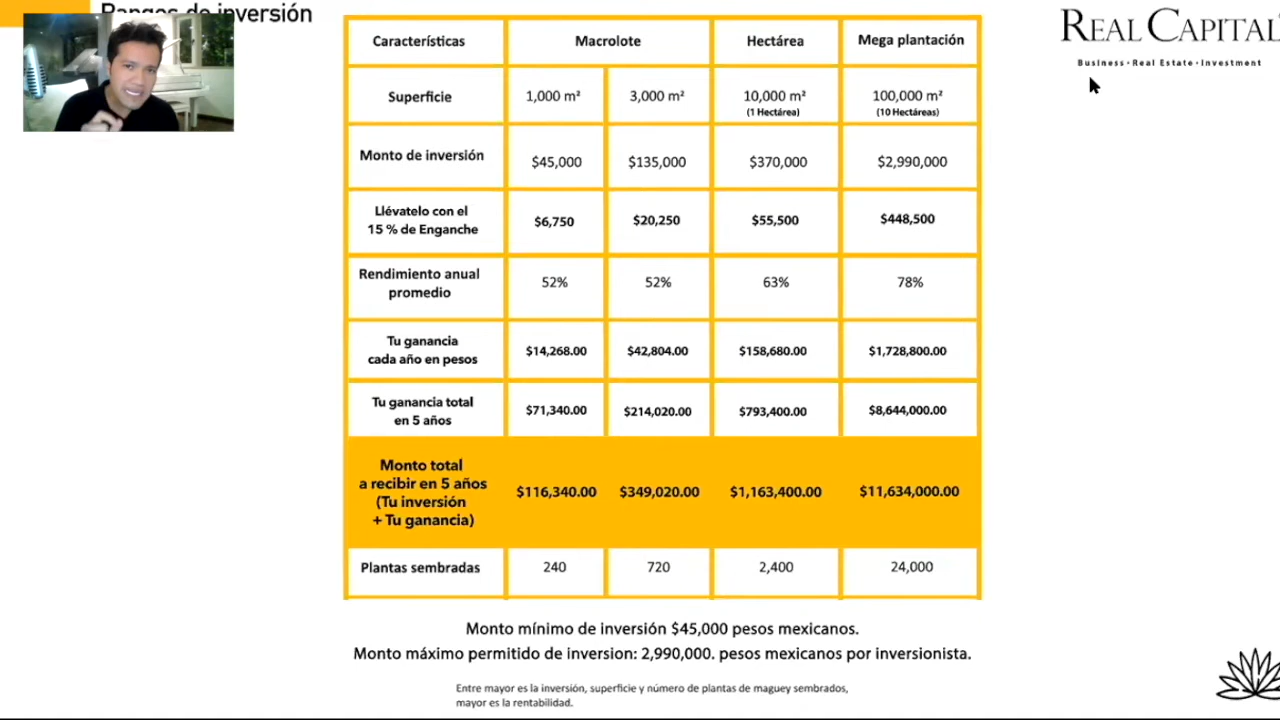 Rangos de inversión
REAL CAPITAL
Business • Real Estate • Investment
Características Macrolote Hectárea Mega plantación
Superficie 1,000 m² 3,000 m² 10,000 m² 100,000 m²
(1 Hectárea) (10 Hectáreas)
Monto de inversión $45,000 $135,000 $370,000 $2,990,000
Llévatelo con el
15 % de Enganche $6,750 $20,250 $55,500 $448,500
Rendimiento anual
promedio 52% 52% 63% 78%
Tu ganancia
cada año en pesos $14,268.00 $42,804.00 $158,680.00 $1,728,800.00
Tu ganancia total
en 5 años $71,340.00 $214,020.00 $793,400.00 $8,644,000.00
Monto total
a recibir en 5 años
(Tu inversión
+ Tu ganancia) $116,340.00 $349,020.00 $1,163,400.00 $11,634,000.00
Plantas sembradas 240 720 2,400 24,000
Monto mínimo de inversión $45,000 pesos mexicanos.
Monto máximo permitido de inversion: 2,990,000. pesos mexicanos por inversionista.
Entre mayor es la inversión, superficie y número de plantas de maguey sembrados,
mayor es la rentabilidad.